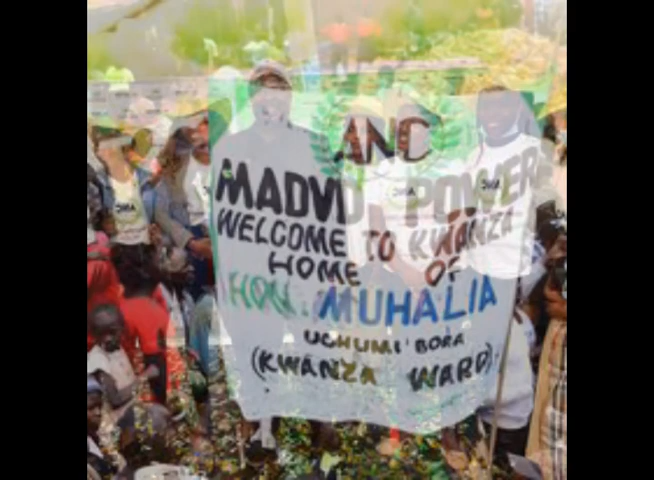 ANC
MADVD POWER
WELCOME TO KWANZA
HOME OF
HON. MUHALIA
UCHUMI BORA
(KWANZA WARD)